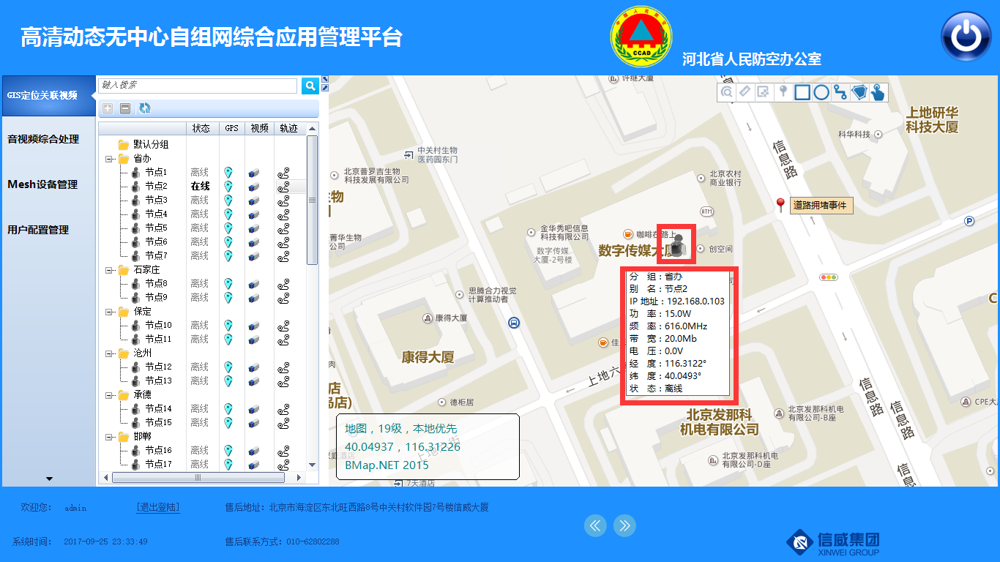 高清动态无中心自组网综合应用管理平台
中国人民防空
CCAD
河北省人民防空办公室
GIS定位关联视频
音视频综合处理
Mesh设备管理
用户配置管理
键入搜索
状态 GPS 视频 轨迹
默认分组
省办
节点1 离线
节点2 在线
节点3 离线
节点4 离线
节点5 离线
节点6 离线
节点7 离线
石家庄
节点8 离线
节点9 离线
保定
节点10 离线
节点11 离线
沧州
节点12 离线
节点13 离线
承德
节点14 离线
节点15 离线
邯郸
节点16 离线
节点17 离线
许继大厦
上地研华
科技大厦
科华科技
信息路
中关村生物
医药园东门
北京普罗吉生物
科技发展有限公司
北京农村
商业银行
道路拥堵事件
ATM
P
金华秀吧信息
科技有限公司
数字传媒
大厦-2号楼
咖啡在路上
数字传媒大厦
创空间
菁华生物
公司
思腾合力视觉
计算推动者
康得大厦
康得大厦
德柜居
上地六
分 组：省办
别 名：节点2
IP 地址：192.168.0.103
功 率：15.0W
频 率：616.0MHz
带 宽：20.0Mb
电 压：0.0V
经 度：116.3122°
纬 度：40.0493°
状 态：离线
北京发那科
机电有限公司
北京发那科机电
有限公司-B座
北京发那科机电
有限公司-D座
信息路
信息路
信息
CPE大
地图，19级，本地优先
40.04937，116.31226
BMap.NET 2015
7天酒店
欢迎您： admin [退出登陆]
售后地址：北京市海淀区东北旺西路8号中关村软件园7号楼信威大厦
系统时间： 2017-09-25 23:33:49
售后联系方式：010-62802288
信威集团
XINWEI GROUP